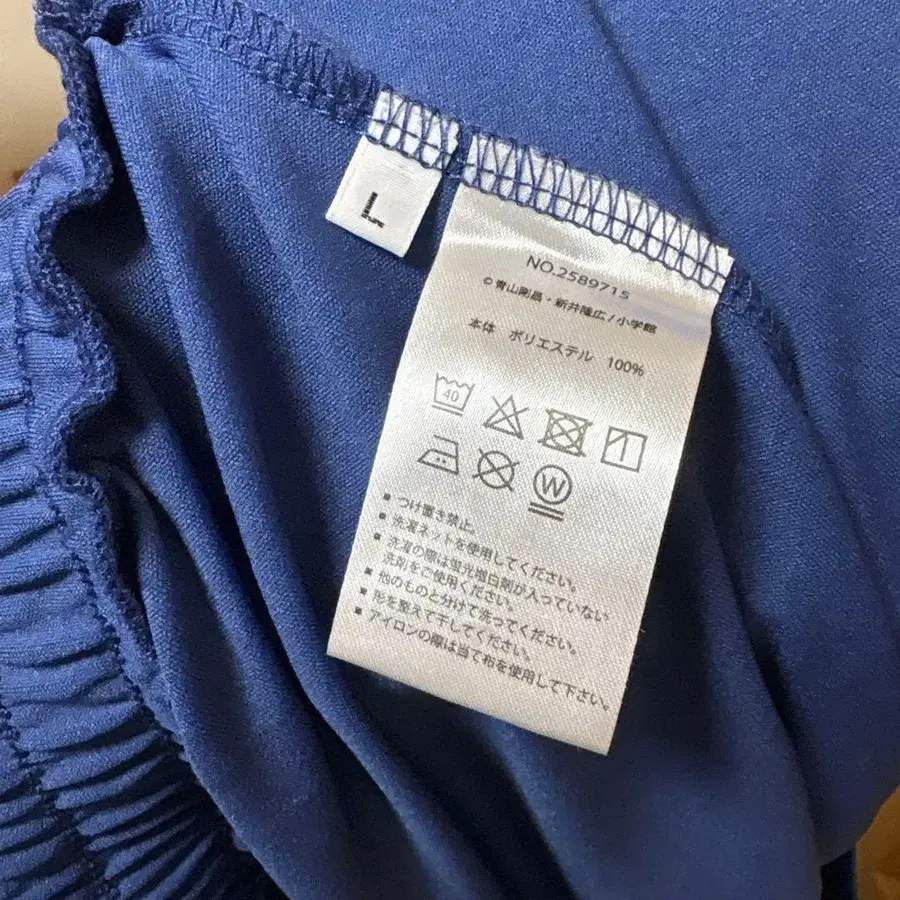 L
NO.2589715
©青山剛昌・新井隆広/小学館
本体 ポリエステル 100%
40
W
■つけ置き禁止。
■洗濯ネットを使用してください。
■洗濯の際は蛍光増白剤が入っていない
洗剤をご使用ください。
■他のものと分けて洗ってください。
■形を整えて干してください。
■アイロンの際は当て布を使用して下さい。